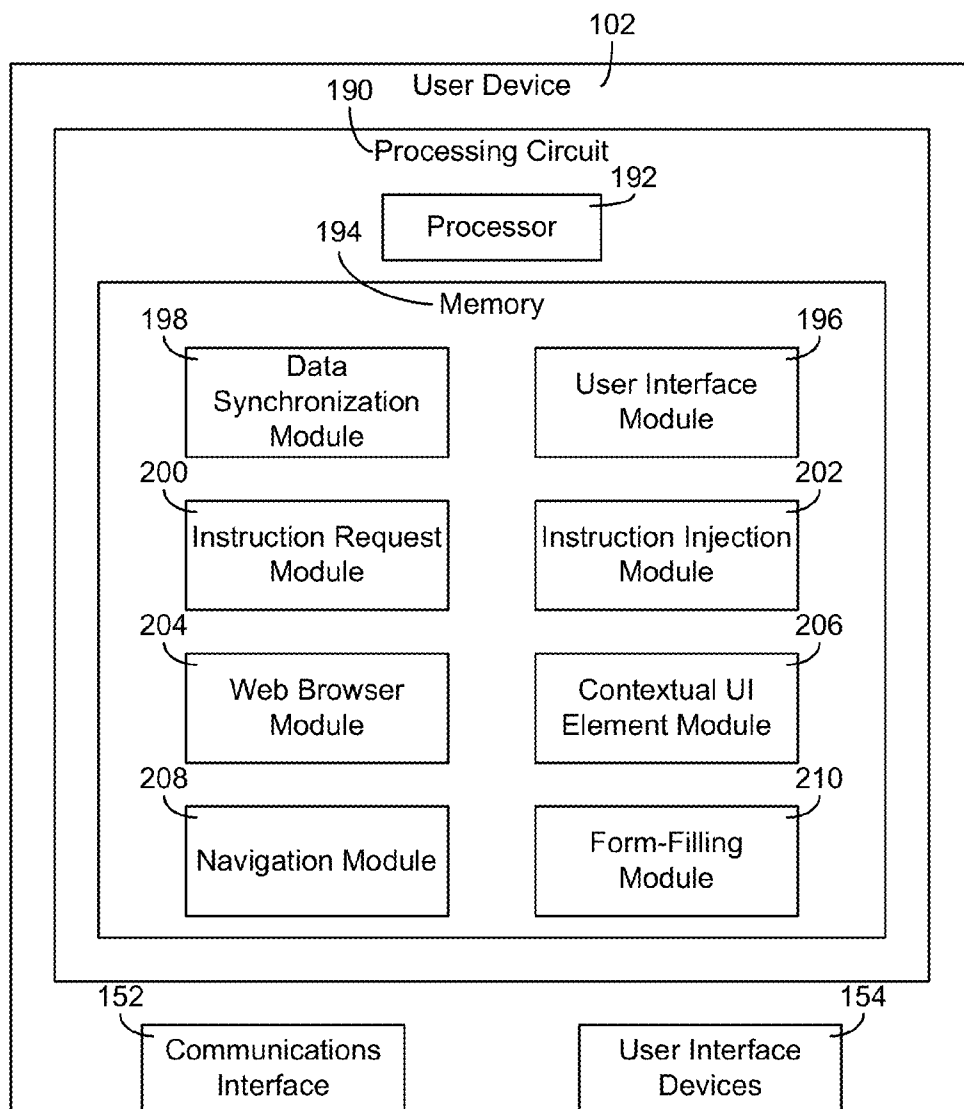 102
User Device
190
Processing Circuit
192
Processor
194
Memory
198
196
Data
Synchronization
Module
User Interface
Module
200
202
Instruction Request
Module
Instruction Injection
Module
204
206
Web Browser
Module
Contextual UI
Element Module
208
210
Navigation Module
Form-Filling
Module
152
154
Communications
Interface
User Interface
Devices